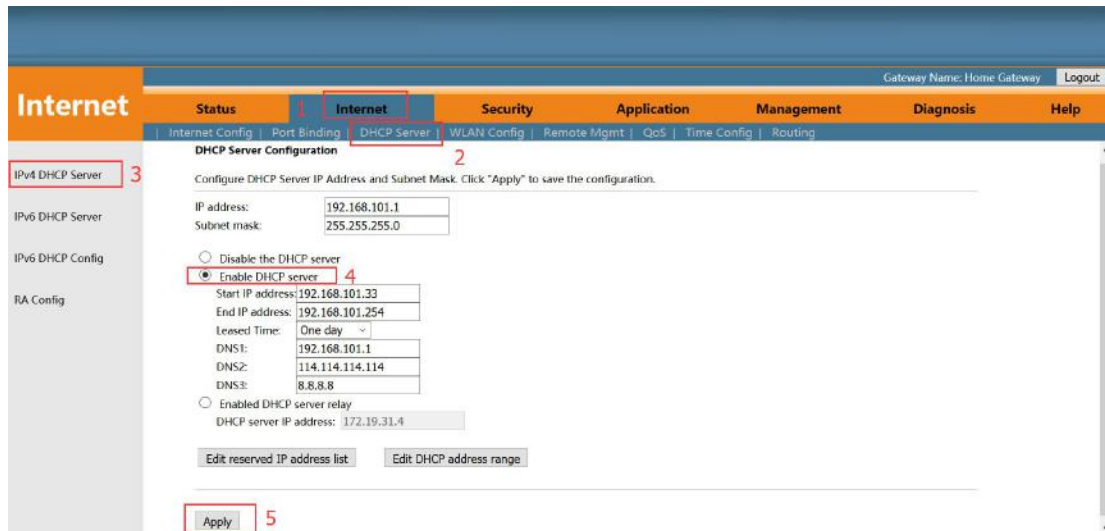 Gateway Name: Home Gateway Logout
Internet
Status 1 Internet Security Application Management Diagnosis Help
| Internet Config | Port Binding | DHCP Server | WLAN Config | Remote Mgmt | QoS | Time Config | Routing
2
IPv4 DHCP Server 3
IPv6 DHCP Server
IPv6 DHCP Config
RA Config
DHCP Server Configuration
Configure DHCP Server IP Address and Subnet Mask. Click "Apply" to save the configuration.
IP address: 192.168.101.1
Subnet mask: 255.255.255.0
Disable the DHCP server
Enable DHCP server 4
Start IP address: 192.168.101.33
End IP address: 192.168.101.254
Leased Time: One day
DNS1: 192.168.101.1
DNS2: 114.114.114.114
DNS3: 8.8.8.8
Enabled DHCP server relay
DHCP server IP address: 172.19.31.4
Edit reserved IP address list Edit DHCP address range
Apply 5